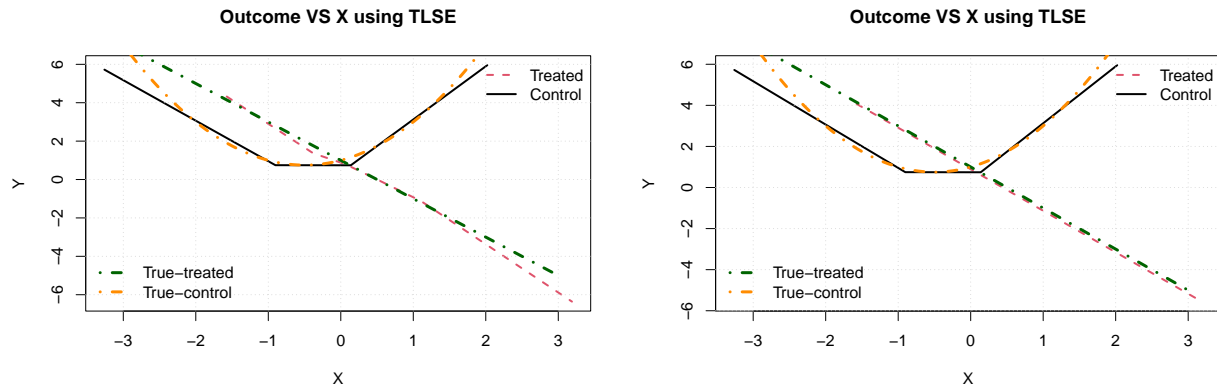 Outcome VS X using TLSE
Y
6
4
2
0
−2
−4
−6
Treated
Control
True−treated
True−control
−3 −2 −1 0 1 2 3
X
Outcome VS X using TLSE
Y
6
4
2
0
−2
−4
−6
Treated
Control
True−treated
True−control
−3 −2 −1 0 1 2 3
X